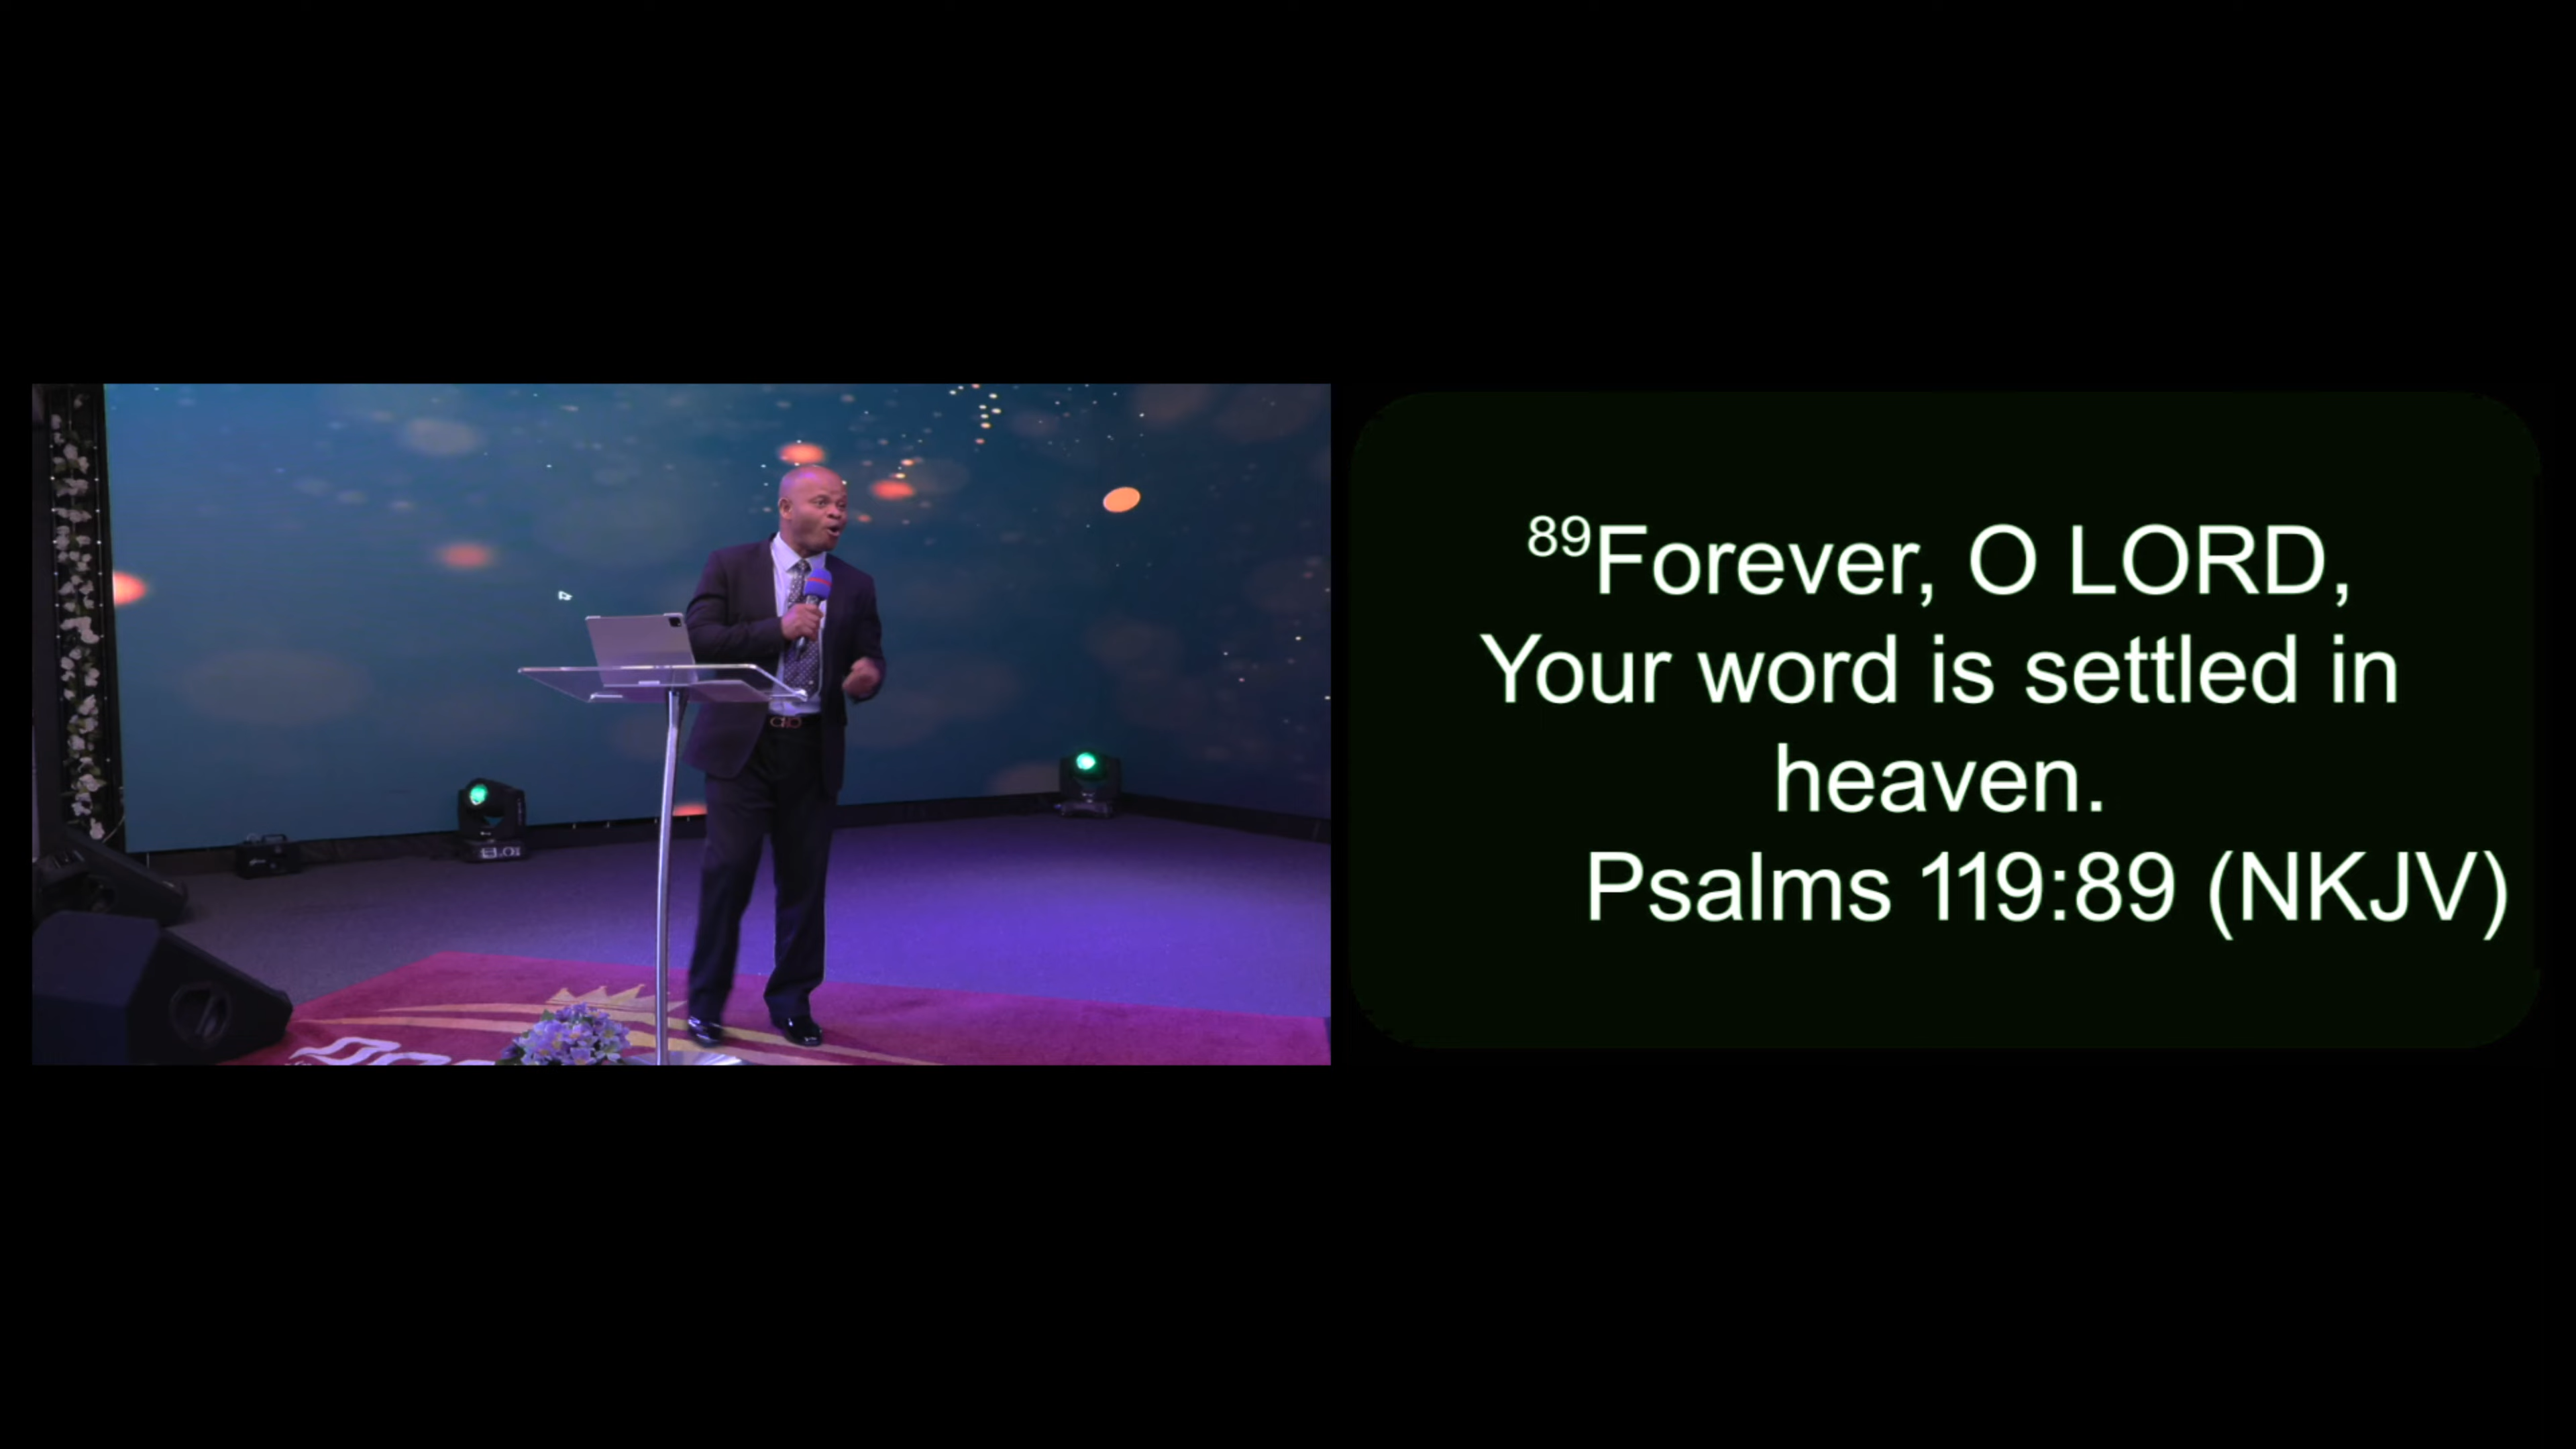 ⁸⁹Forever, O LORD,
Your word is settled in
heaven.
Psalms 119:89 (NKJV)